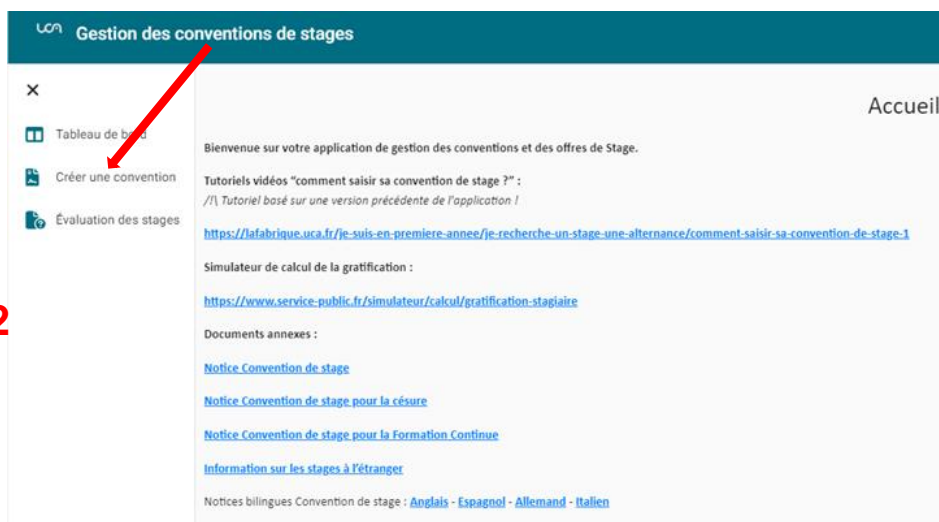 uca Gestion des conventions de stages
Accueil
Tableau de bord
Créer une convention
Évaluation des stages
2
Bienvenue sur votre application de gestion des conventions et des offres de Stage.
Tutoriels vidéos "comment saisir sa convention de stage ?" :
/!\ Tutoriel basé sur une version précédente de l'application !
https://lafabrique.uca.fr/je-suis-en-premiere-annee/je-recherche-un-stage-une-alternance/comment-saisir-sa-convention-de-stage-1
Simulateur de calcul de la gratification :
https://www.service-public.fr/simulateur/calcul/gratification-stagiaire
Documents annexes :
Notice Convention de stage
Notice Convention de stage pour la césure
Notice Convention de stage pour la Formation Continue
Information sur les stages à l'étranger
Notices bilingues Convention de stage : Anglais - Espagnol - Allemand - Italien